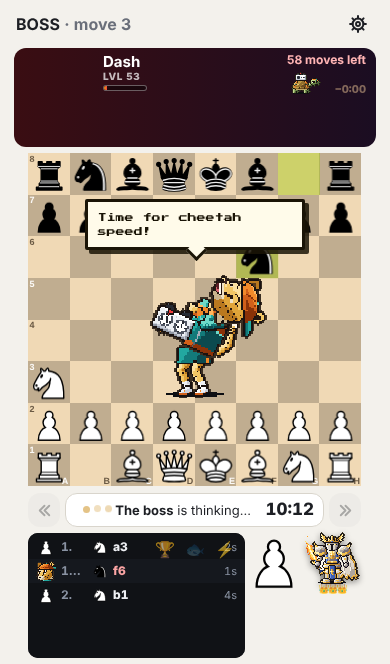 BOSS · move 3
Dash
LVL 53
58 moves left
−0:00
8
7
Time for cheetah
speed!
6
5
4
3
2
1
A B C D E F G H
The boss is thinking... 10:12
1. a3 s
1... f6 1s
2. b1 4s